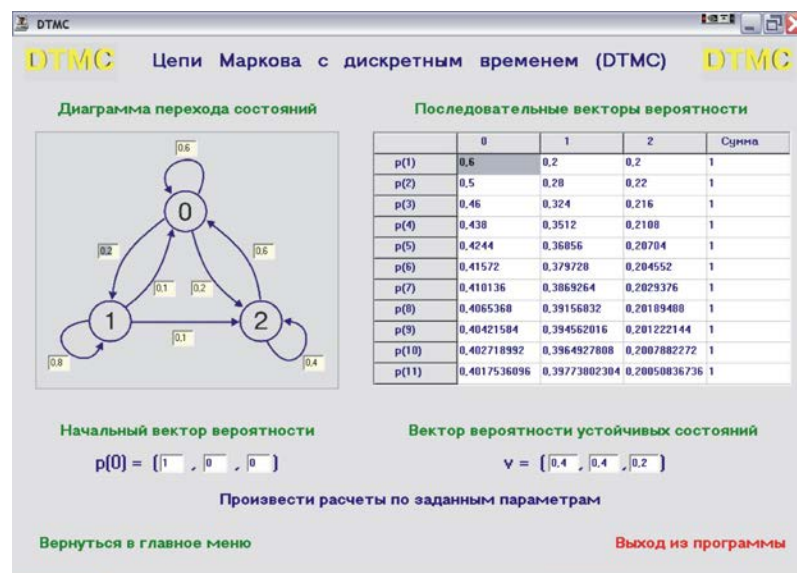 DTMC
DTMC Цепи Маркова с дискретным временем (DTMC) DTMC
Диаграмма перехода состояний
0,6
0
0,2
0,6
0,1
0,2
1
2
0,1
0,8
0,4
Последовательные векторы вероятности
0 1 2 Сумма
p(1) 0,6 0,2 0,2 1
p(2) 0,5 0,28 0,22 1
p(3) 0,46 0,324 0,216 1
p(4) 0,438 0,3512 0,2108 1
p(5) 0,4244 0,36856 0,20704 1
p(6) 0,41572 0,379728 0,204552 1
p(7) 0,410136 0,3869264 0,2029376 1
p(8) 0,4065368 0,39156832 0,20189488 1
p(9) 0,40421584 0,394562016 0,201222144 1
p(10) 0,402718992 0,3964927808 0,2007882272 1
p(11) 0,4017536096 0,39773802304 0,20050836736 1
Начальный вектор вероятности
p(0) = (1 , 0 , 0 )
Вектор вероятности устойчивых состояний
v = (0,4 , 0,4 , 0,2 )
Произвести расчеты по заданным параметрам
Вернуться в главное меню
Выход из программы